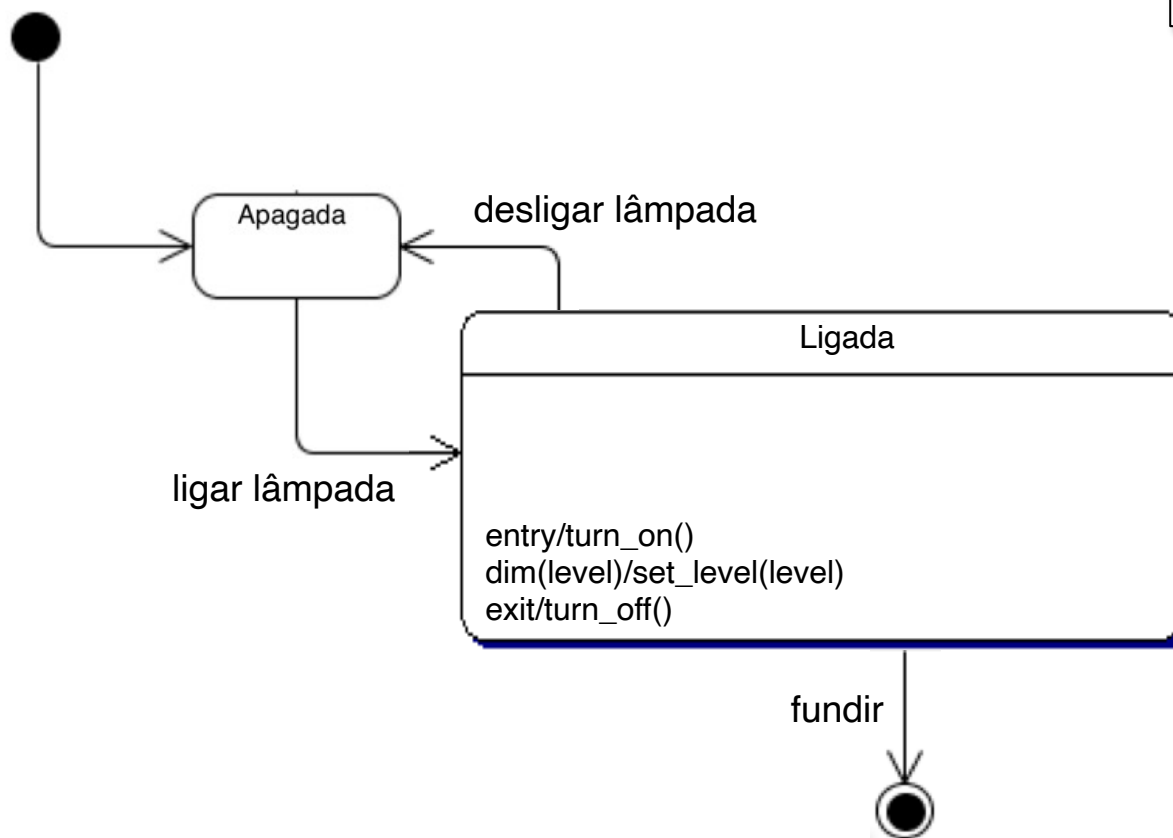 Apagada
desligar lâmpada
Ligada
ligar lâmpada
entry/turn_on()
dim(level)/set_level(level)
exit/turn_off()
fundir